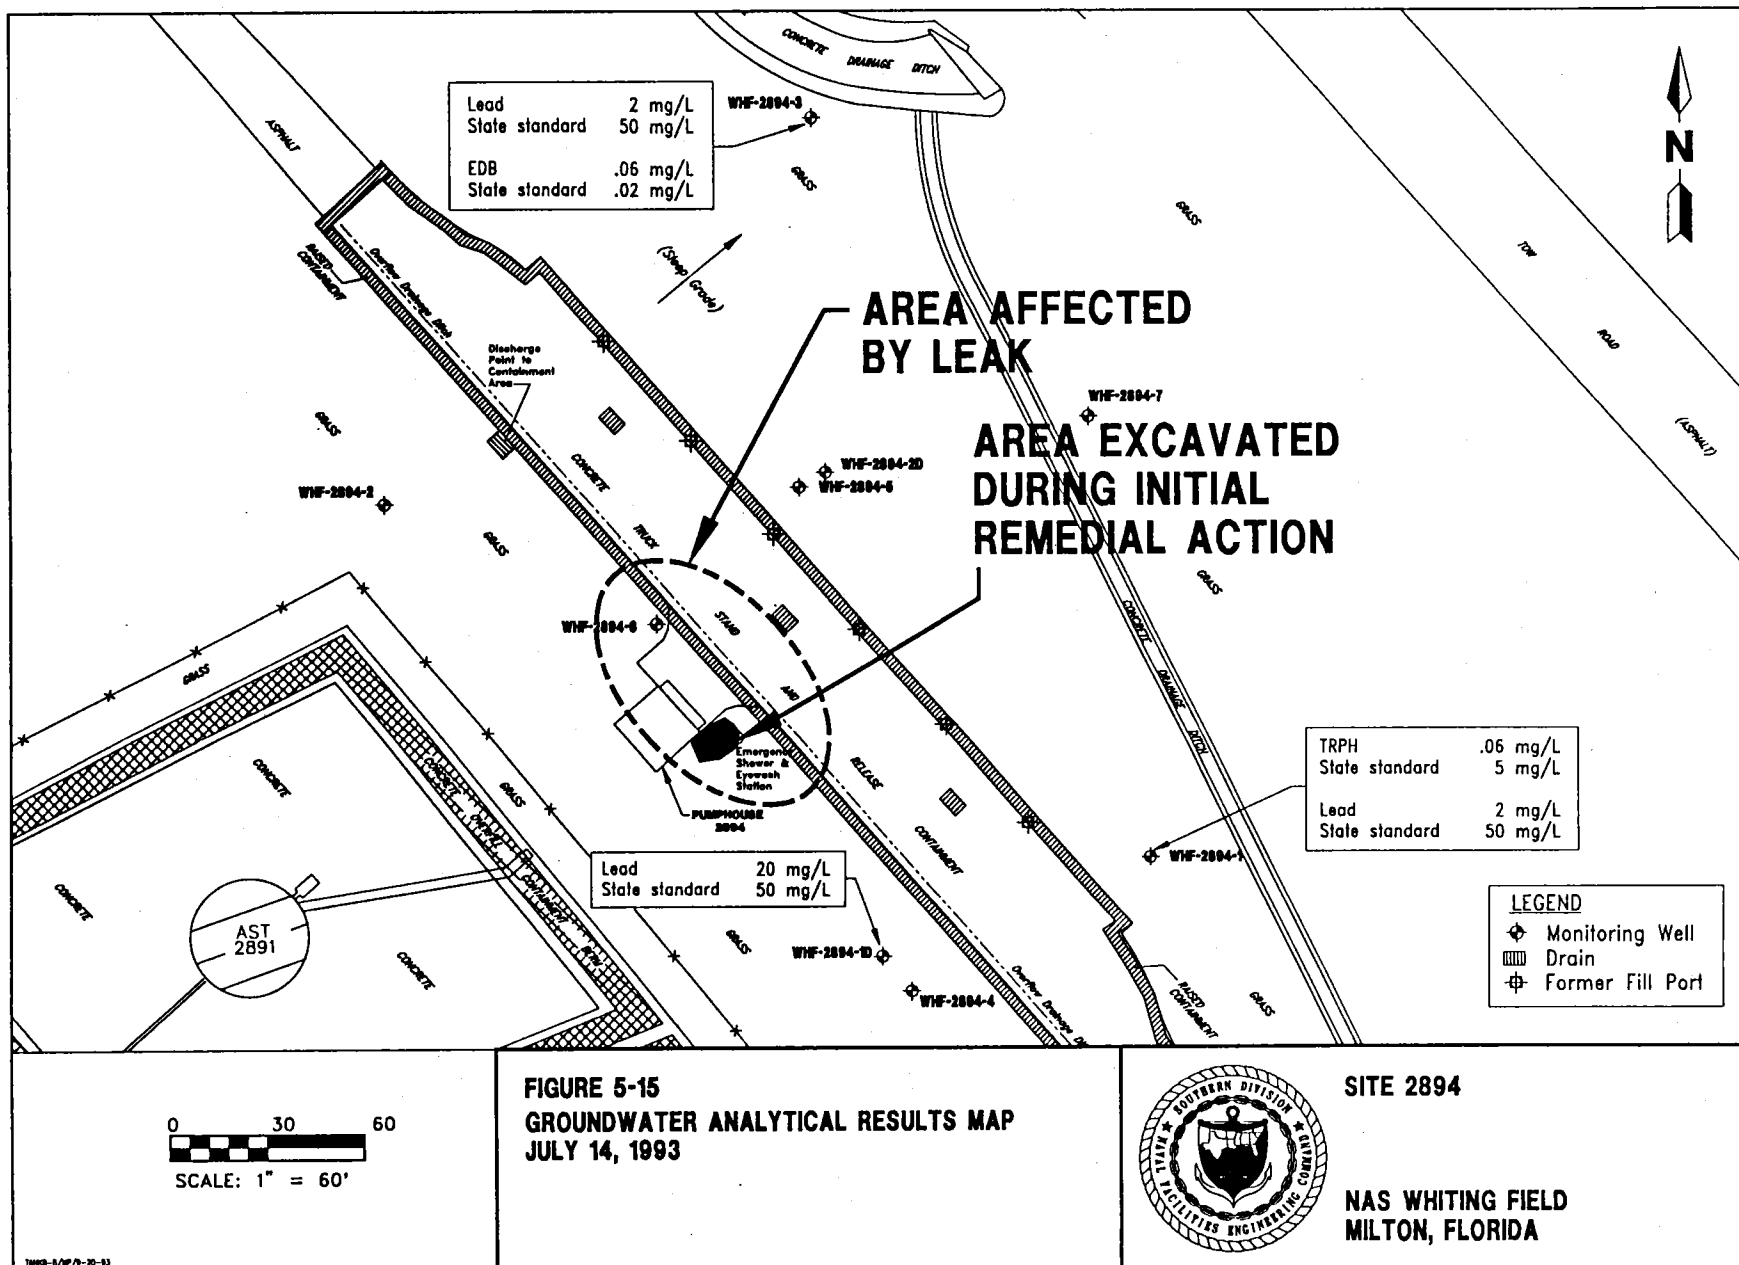 CONCRETE DRAINAGE DITCH
Lead 2 mg/L
State standard 50 mg/L
EDB .06 mg/L
State standard .02 mg/L
WHF-2894-3
ASPHALT
GRASS
GRASS
N
TOW
ROAD
(ASPHALT)
(Steep Grade)
RAISED
CONTAINMENT
Overflow Drainage Ditch
AREA AFFECTED
BY LEAK
Discharge
Point to
Containment
Area
WHF-2894-7
AREA EXCAVATED
DURING INITIAL
REMEDIAL ACTION
GRASS
CONCRETE
WHF-2894-2D
WHF-2894-5
WHF-2894-2
GRASS
TRUCK
GRASS
STAND
WHF-2894-6
AND
GRASS
CONCRETE DRAINAGE DITCH
Emergency
Shower &
Eyewash
Station
PUMPHOUSE
2894
RELEASE
CONTAINMENT
TRPH .06 mg/L
State standard 5 mg/L
Lead 2 mg/L
State standard 50 mg/L
WHF-2894-1
CONCRETE
CONCRETE
OVERFILL
CONTAINMENT
BERM
GRASS
CONCRETE
AST
2891
CONCRETE
Lead 20 mg/L
State standard 50 mg/L
GRASS
WHF-2894-1D
WHF-2894-4
Overflow Drainage
RAISED
CONTAINMENT
GRASS
LEGEND
Monitoring Well
Drain
Former Fill Port
0 30 60
SCALE: 1" = 60'
FIGURE 5-15
GROUNDWATER ANALYTICAL RESULTS MAP
JULY 14, 1993
SOUTHERN DIVISION
NAVAL FACILITIES ENGINEERING COMMAND
SITE 2894
NAS WHITING FIELD
MILTON, FLORIDA